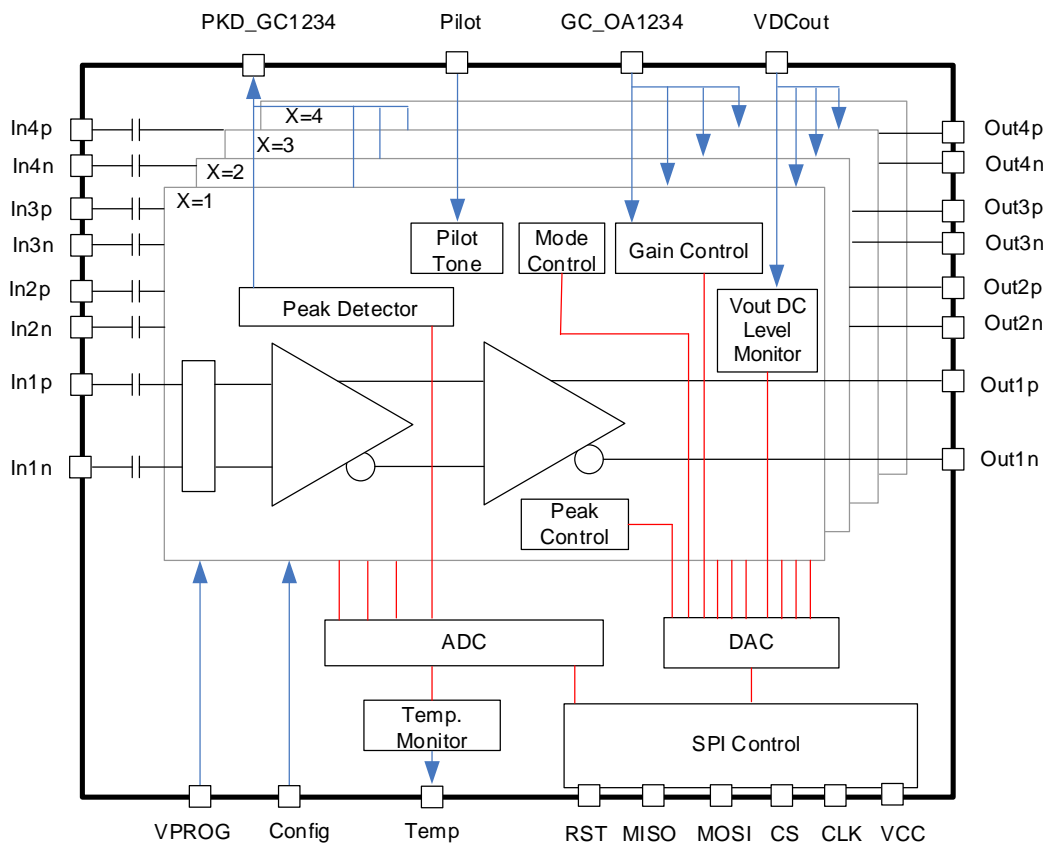 PKD_GC1234
Pilot
GC_OA1234
VDCout
In4p
In4n
In3p
In3n
In2p
In2n
In1p
In1n
X=4
X=3
X=2
X=1
Out4p
Out4n
Out3p
Out3n
Out2p
Out2n
Out1p
Out1n
Pilot
Tone
Mode
Control
Gain Control
Peak Detector
Vout DC
Level
Monitor
Peak
Control
ADC
DAC
Temp.
Monitor
SPI Control
VPROG
Config
Temp
RST
MISO
MOSI
CS
CLK
VCC